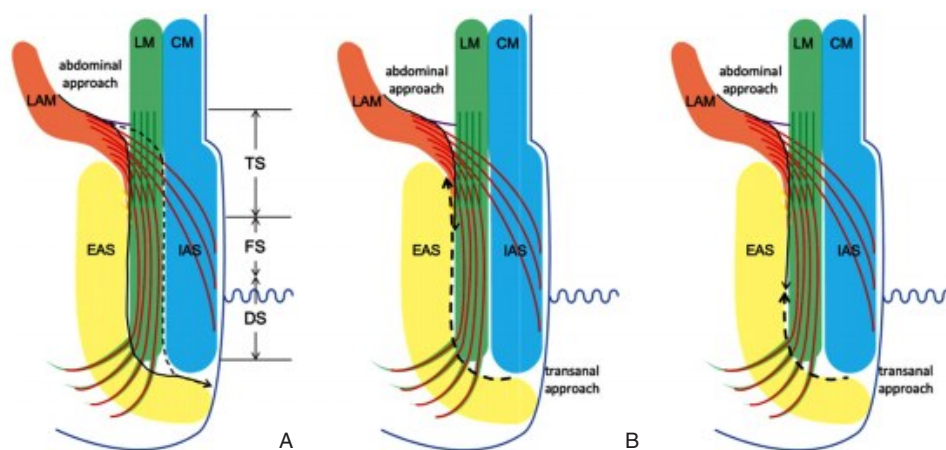 LM CM
abdominal
approach
LAM
TS
EAS
FS
IAS
DS
A
LM CM
abdominal
approach
LAM
EAS
IAS
transanal
approach
B
LM CM
abdominal
approach
LAM
EAS
IAS
transanal
approach